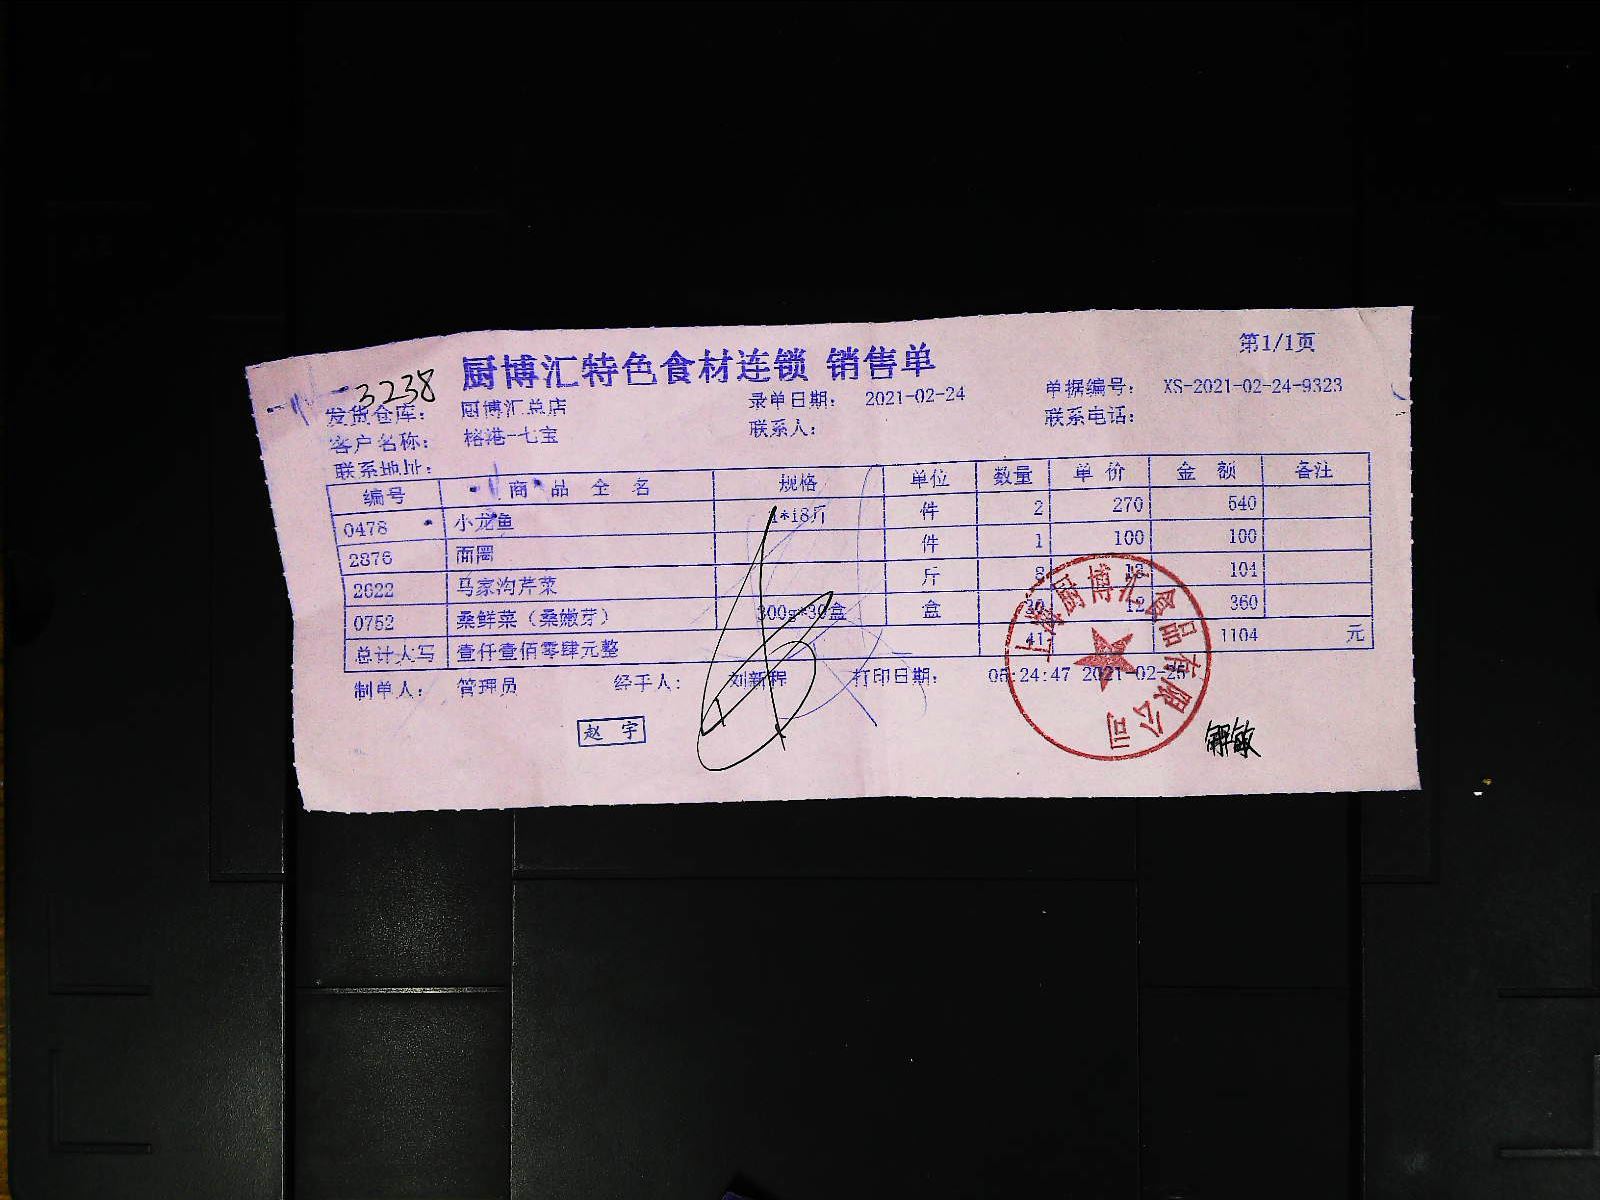 第1/1页
厨博汇特色食材连锁 销售单
3238
发货仓库： 厨博汇总店 录单日期： 2021-02-24 单据编号： XS-2021-02-24-9323
客户名称： 榕港-七宝 联系人： 联系电话：
联系地址：
编号 商 品 全 名 规格 单位 数量 单 价 金 额 备注
0478 小龙鱼 1*18斤 件 2 270 540
2876 面圈 件 1 100 100
2622 马家沟芹菜 斤 8 13 104
0752 桑鲜菜（桑嫩芽） 300g*30盒 盒 30 12 360
总计大写 壹仟壹佰零肆元整 41 1104 元
制单人： 管理员 经手人： 刘新程 打印日期： 05:24:47 2021-02-25
赵 宇
上海厨博汇食品有限公司